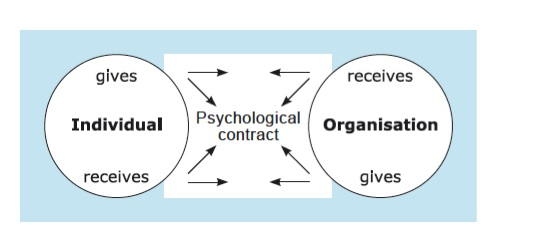 gives
receives
Individual
Psychological
contract
Organisation
receives
gives